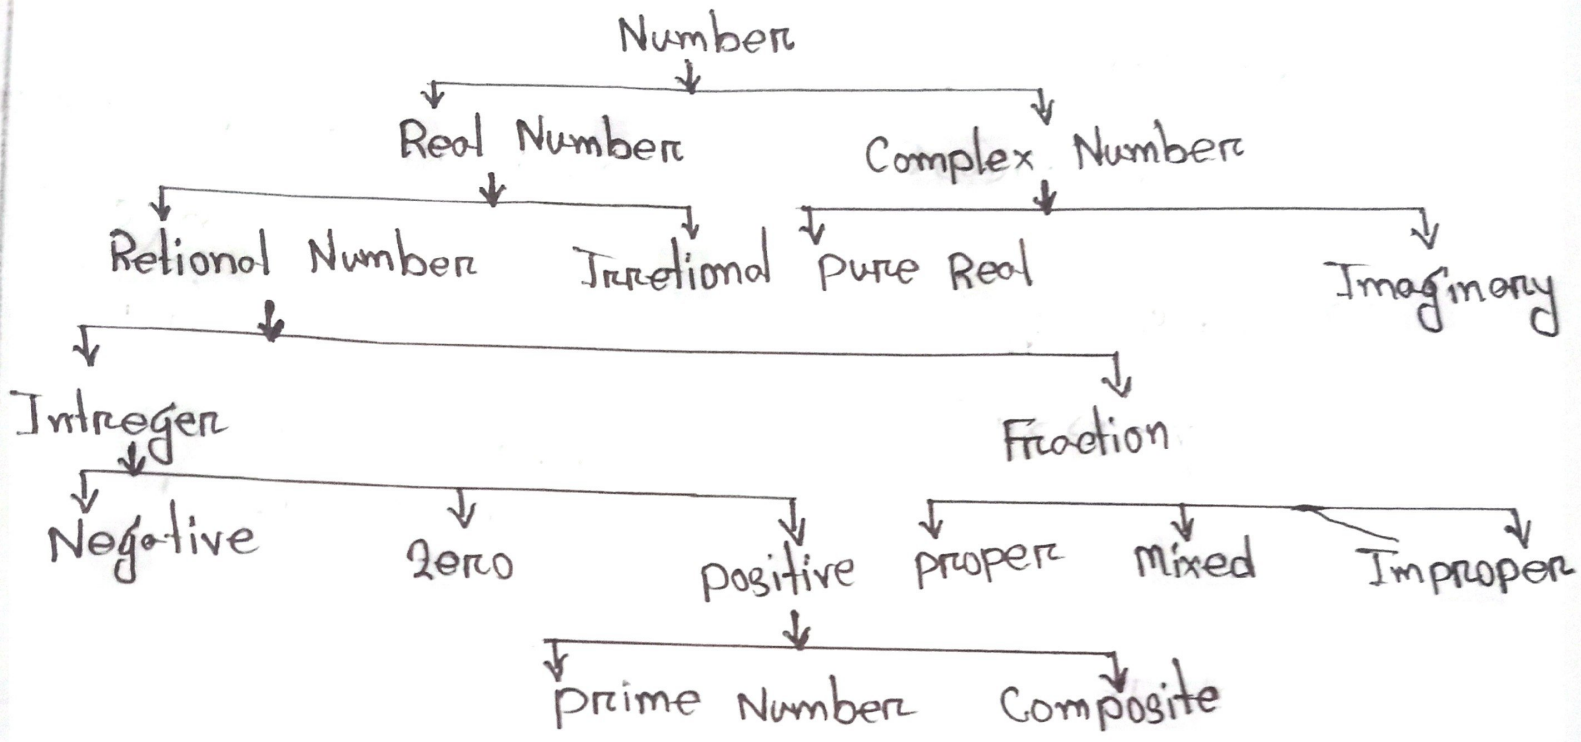 Number
Real Number Complex Number
Retional Number Irretional Pure Real Imaginary
Intreger Fraction
Negative Zero Positive Proper Mixed Improper
Prime Number Composite